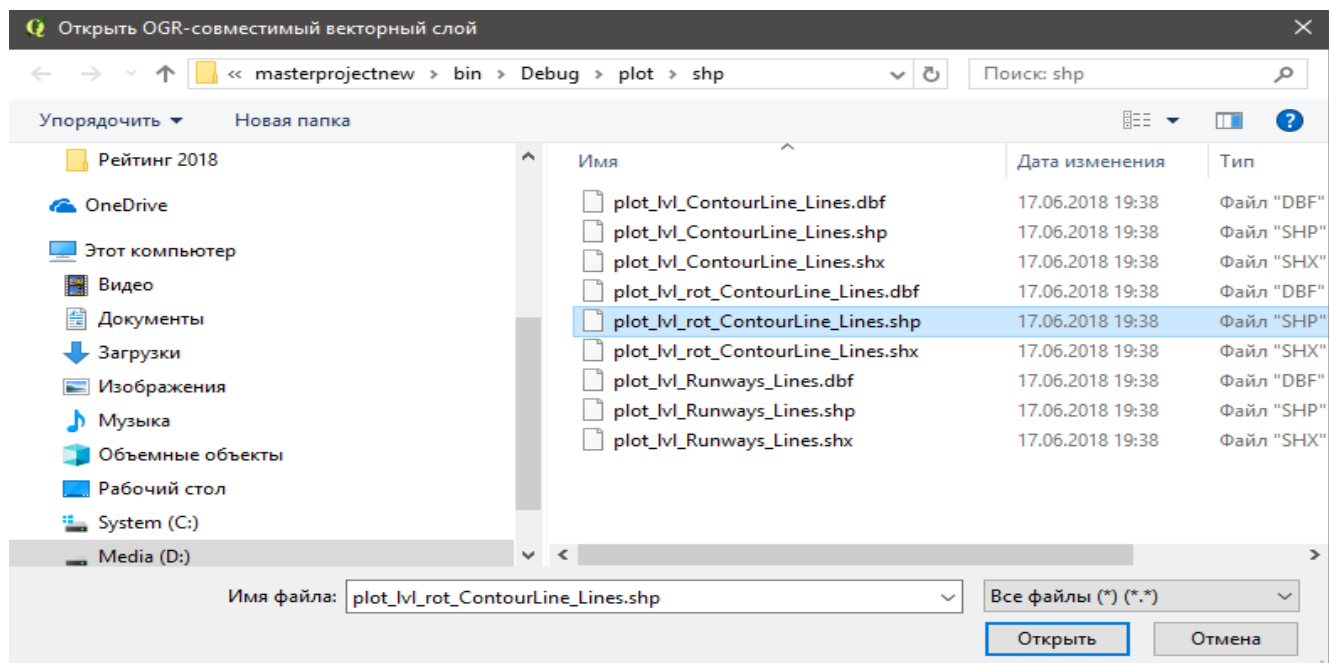 Открыть OGR-совместимый векторный слой
« masterprojectnew › bin › Debug › plot › shp
Поиск: shp
Упорядочить
Новая папка
Рейтинг 2018
OneDrive
Этот компьютер
Видео
Документы
Загрузки
Изображения
Музыка
Объемные объекты
Рабочий стол
System (C:)
Media (D:)
Имя Дата изменения Тип
plot_lvl_ContourLine_Lines.dbf 17.06.2018 19:38 Файл "DBF"
plot_lvl_ContourLine_Lines.shp 17.06.2018 19:38 Файл "SHP"
plot_lvl_ContourLine_Lines.shx 17.06.2018 19:38 Файл "SHX"
plot_lvl_rot_ContourLine_Lines.dbf 17.06.2018 19:38 Файл "DBF"
plot_lvl_rot_ContourLine_Lines.shp 17.06.2018 19:38 Файл "SHP"
plot_lvl_rot_ContourLine_Lines.shx 17.06.2018 19:38 Файл "SHX"
plot_lvl_Runways_Lines.dbf 17.06.2018 19:38 Файл "DBF"
plot_lvl_Runways_Lines.shp 17.06.2018 19:38 Файл "SHP"
plot_lvl_Runways_Lines.shx 17.06.2018 19:38 Файл "SHX"
Имя файла: plot_lvl_rot_ContourLine_Lines.shp
Все файлы (*) (*.*)
Открыть
Отмена